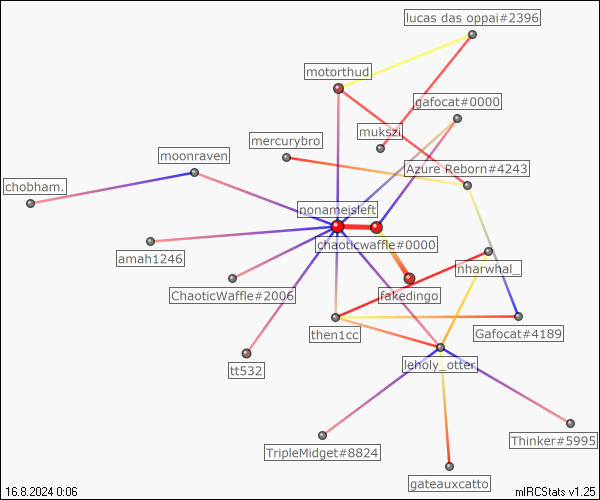 lucas das oppai#2396
motorthud
gafocat#0000
mukszi
mercurybro
moonraven
Azure Reborn#4243
chobham.
nonameisleft
chaoticwaffle#0000
amah1246
nharwhal_
ChaoticWaffle#2006
fakedingo
then1cc
Gafocat#4189
tt532
leholy_otter
Thinker#5995
TripleMidget#8824
gateauxcatto
16.8.2024 0:06
mIRCStats v1.25